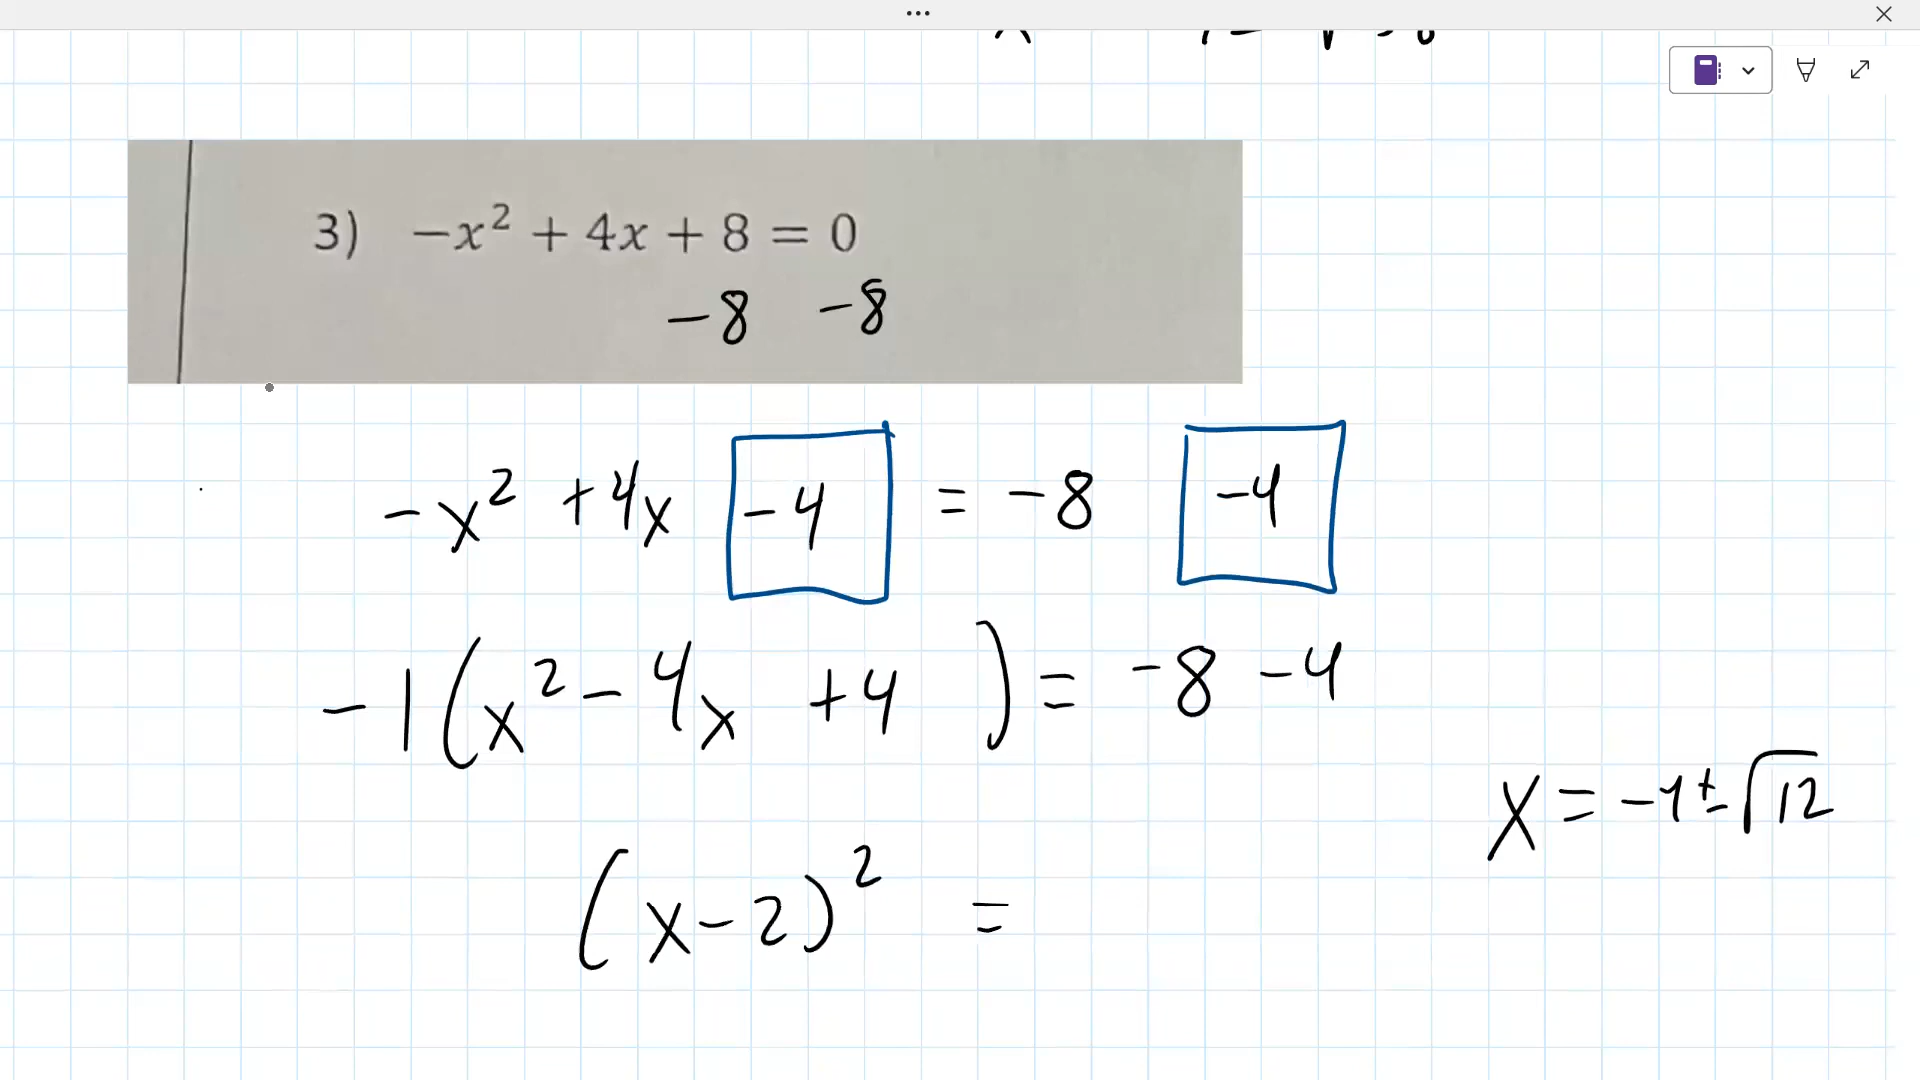 3) −x² + 4x + 8 = 0
−8 −8
−x² +4x −4 = −8 −4
−1(x² − 4x +4 ) = −8 −4
x = −4 ± √12
(x−2)² =